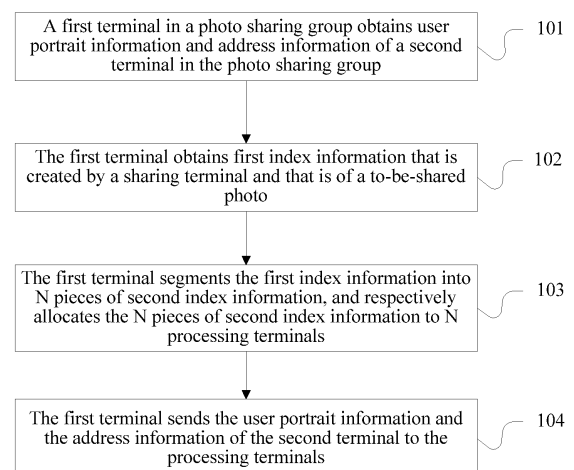 A first terminal in a photo sharing group obtains user
portrait information and address information of a second
terminal in the photo sharing group
101
The first terminal obtains first index information that is
created by a sharing terminal and that is of a to-be-shared
photo
102
The first terminal segments the first index information into
N pieces of second index information, and respectively
allocates the N pieces of second index information to N
processing terminals
103
The first terminal sends the user portrait information and
the address information of the second terminal to the
processing terminals
104